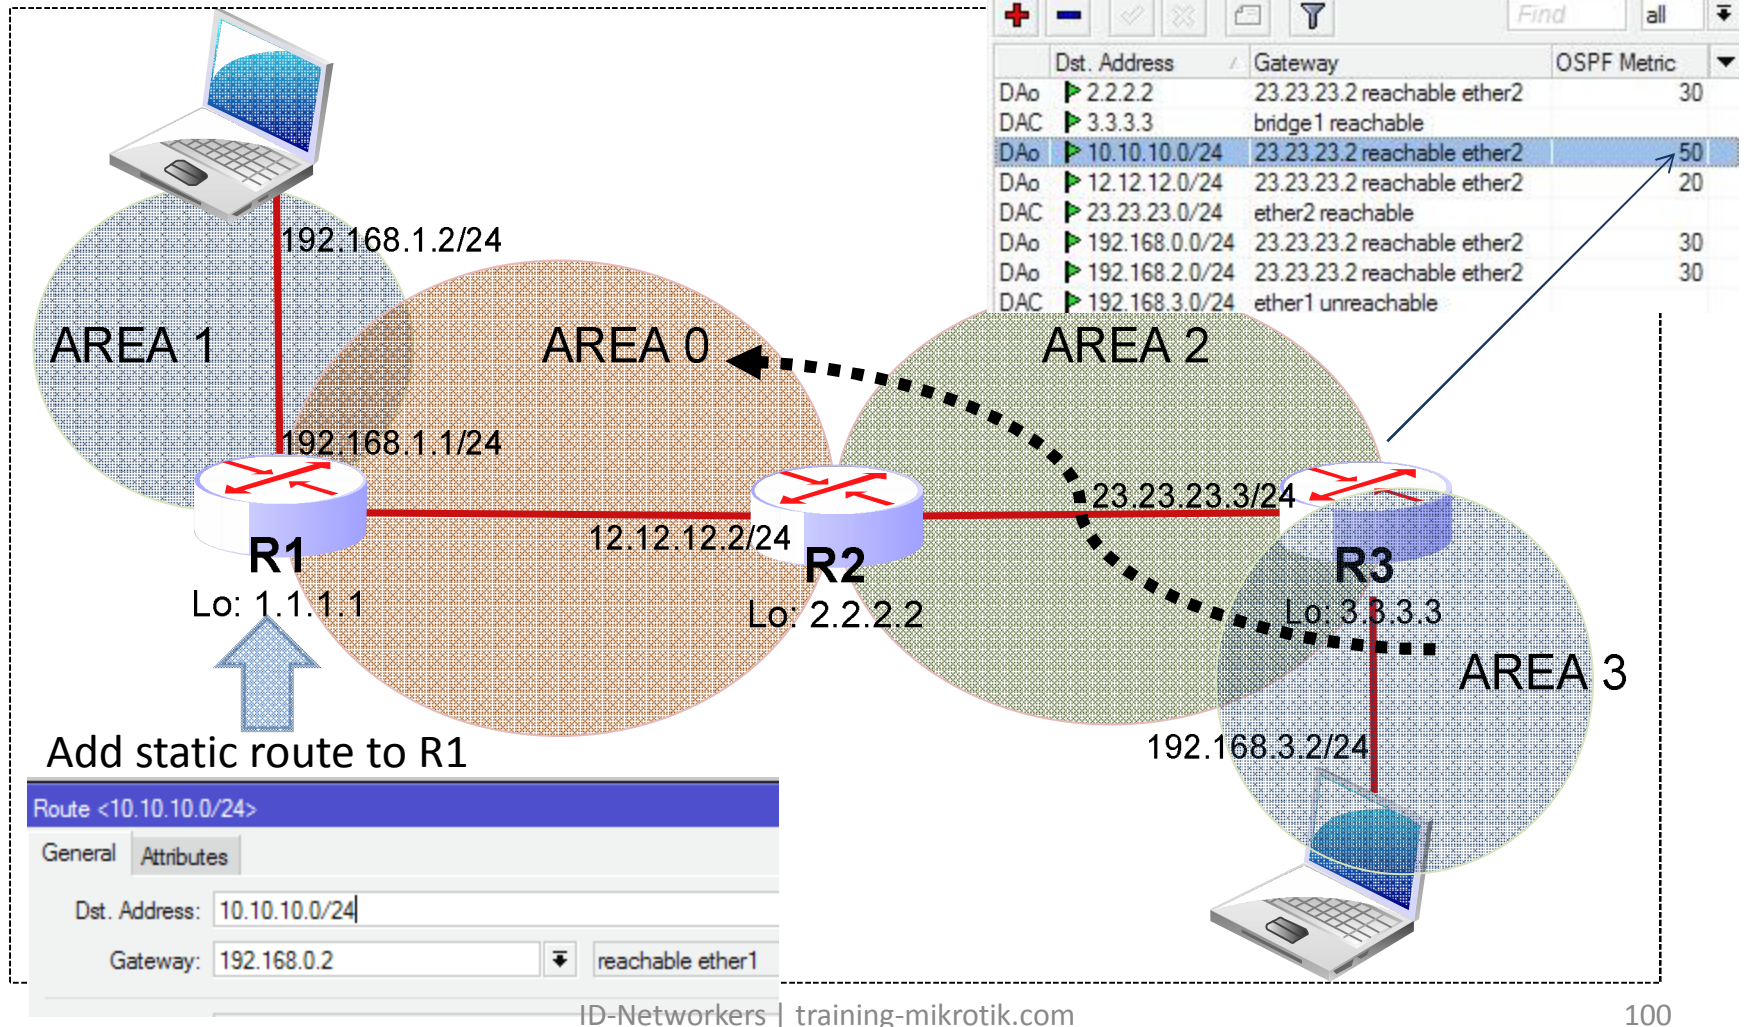 Find all
Dst. Address Gateway OSPF Metric
DAo 2.2.2.2 23.23.23.2 reachable ether2 30
DAC 3.3.3.3 bridge1 reachable
DAo 10.10.10.0/24 23.23.23.2 reachable ether2 50
DAo 12.12.12.0/24 23.23.23.2 reachable ether2 20
DAC 23.23.23.0/24 ether2 reachable
DAo 192.168.0.0/24 23.23.23.2 reachable ether2 30
DAo 192.168.2.0/24 23.23.23.2 reachable ether2 30
DAC 192.168.3.0/24 ether1 unreachable
192.168.1.2/24
AREA 1
AREA 0
AREA 2
192.168.1.1/24
23.23.23.3/24
12.12.12.2/24
R1
R2
R3
Lo: 1.1.1.1
Lo: 2.2.2.2
Lo: 3.3.3.3
AREA 3
192.168.3.2/24
Add static route to R1
Route <10.10.10.0/24>
General Attributes
Dst. Address: 10.10.10.0/24
Gateway: 192.168.0.2 reachable ether1
ID-Networkers | training-mikrotik.com
100